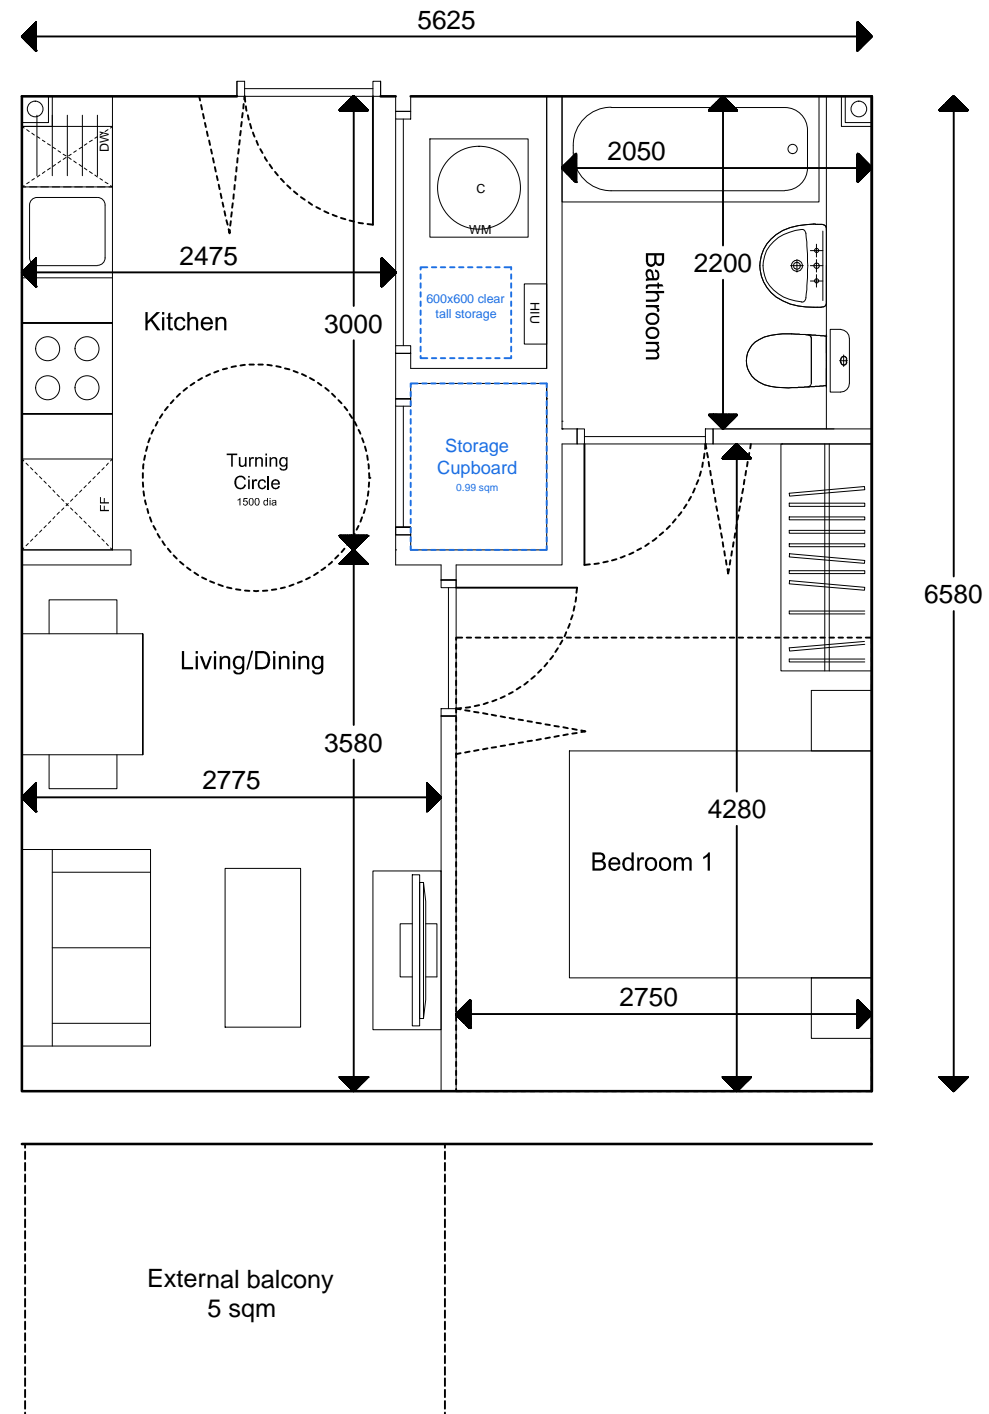 5625
DW
C
WM
2050
2475
Kitchen
3000
600x600 clear
tall storage
HIU
Bathroom
2200
Turning
Circle
1500 dia
FF
Storage
Cupboard
0.99 sqm
6580
Living/Dining
3580
2775
4280
Bedroom 1
2750
External balcony
5 sqm